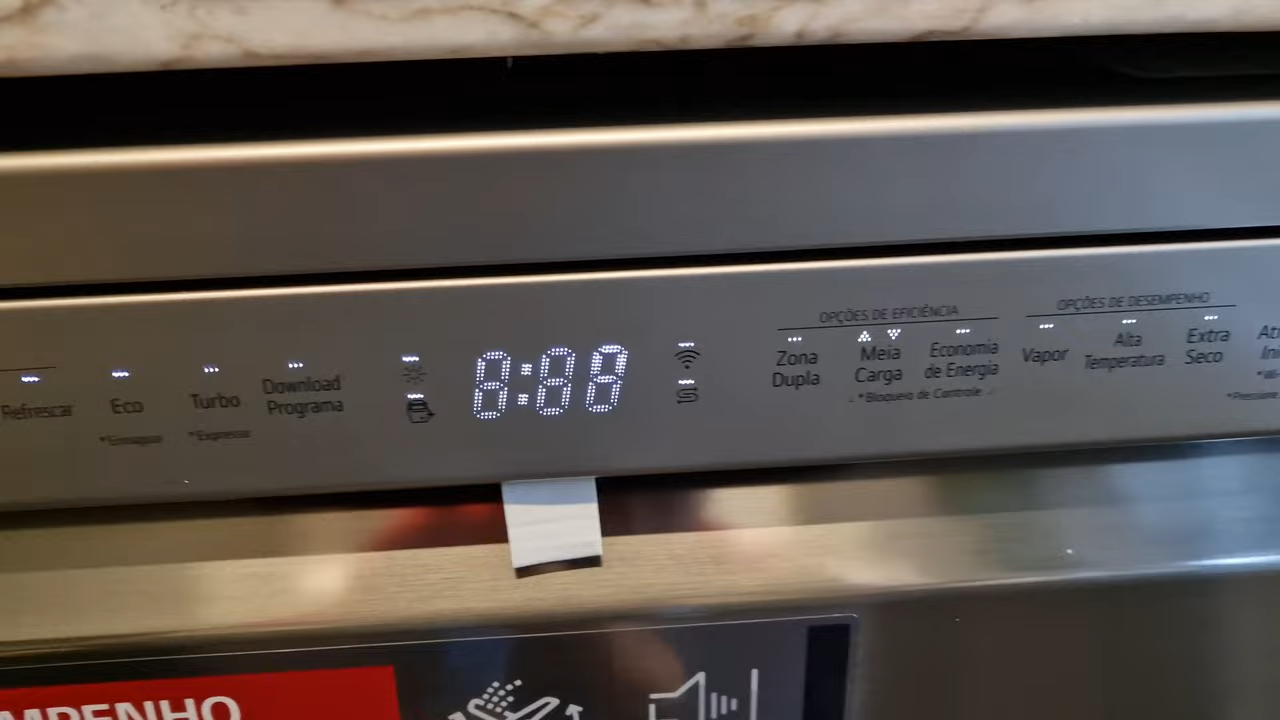 OPÇÕES DE EFICIÊNCIA
OPÇÕES DE DESEMPENHO
Refrescar
Eco
*Enxague
Turbo
*Expresso
Download
Programa
8:88
Zona
Dupla
Meia
Carga
Economia
de Energia
*Bloqueio de Controle
Vapor
Alta
Temperatura
Extra
Seco
MPENHO